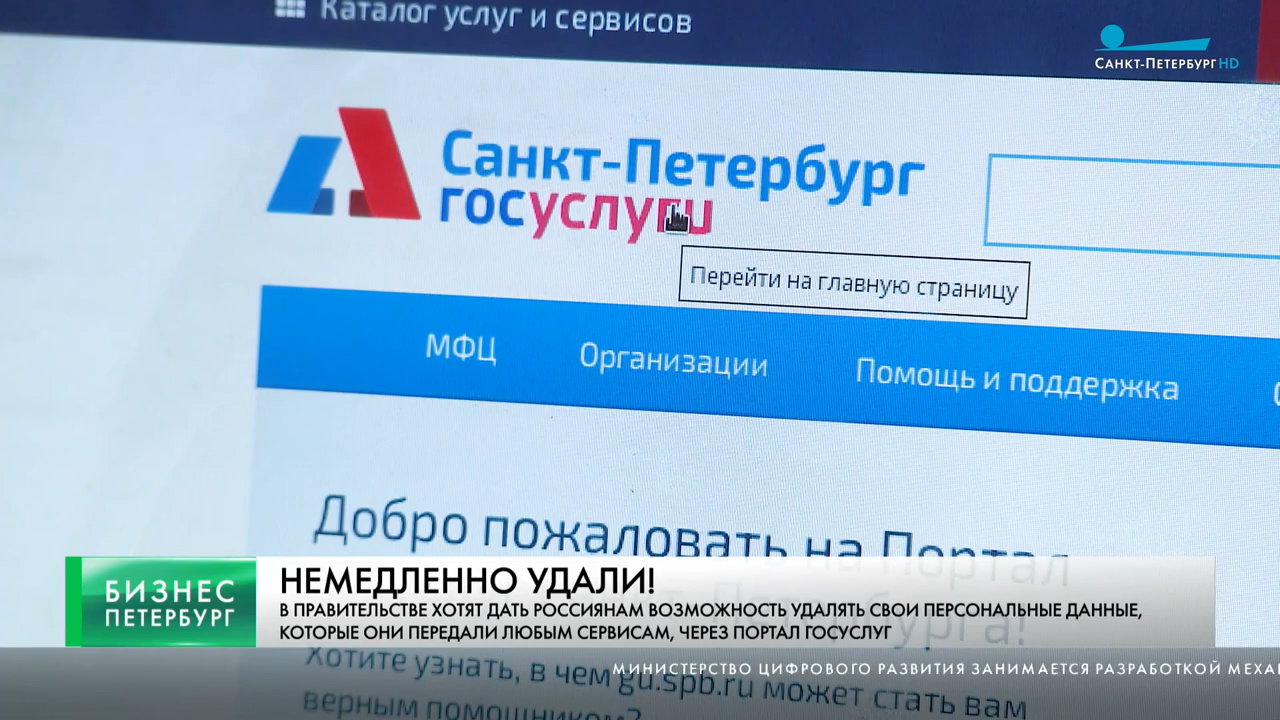 Каталог услуг и сервисов
Санкт-Петербург HD
Санкт-Петербург
госуслуги
Перейти на главную страницу
МФЦ
Организации
Помощь и поддержка
Добро пожаловать на Портал
БИЗНЕС
ПЕТЕРБУРГ
НЕМЕДЛЕННО УДАЛИ!
В ПРАВИТЕЛЬСТВЕ ХОТЯТ ДАТЬ РОССИЯНАМ ВОЗМОЖНОСТЬ УДАЛЯТЬ СВОИ ПЕРСОНАЛЬНЫЕ ДАННЫЕ,
КОТОРЫЕ ОНИ ПЕРЕДАЛИ ЛЮБЫМ СЕРВИСАМ, ЧЕРЕЗ ПОРТАЛ ГОСУСЛУГ
МИНИСТЕРСТВО ЦИФРОВОГО РАЗВИТИЯ ЗАНИМАЕТСЯ РАЗРАБОТКОЙ МЕХА
Хотите узнать, в чем gu.spb.ru может стать вам
верным помощником?